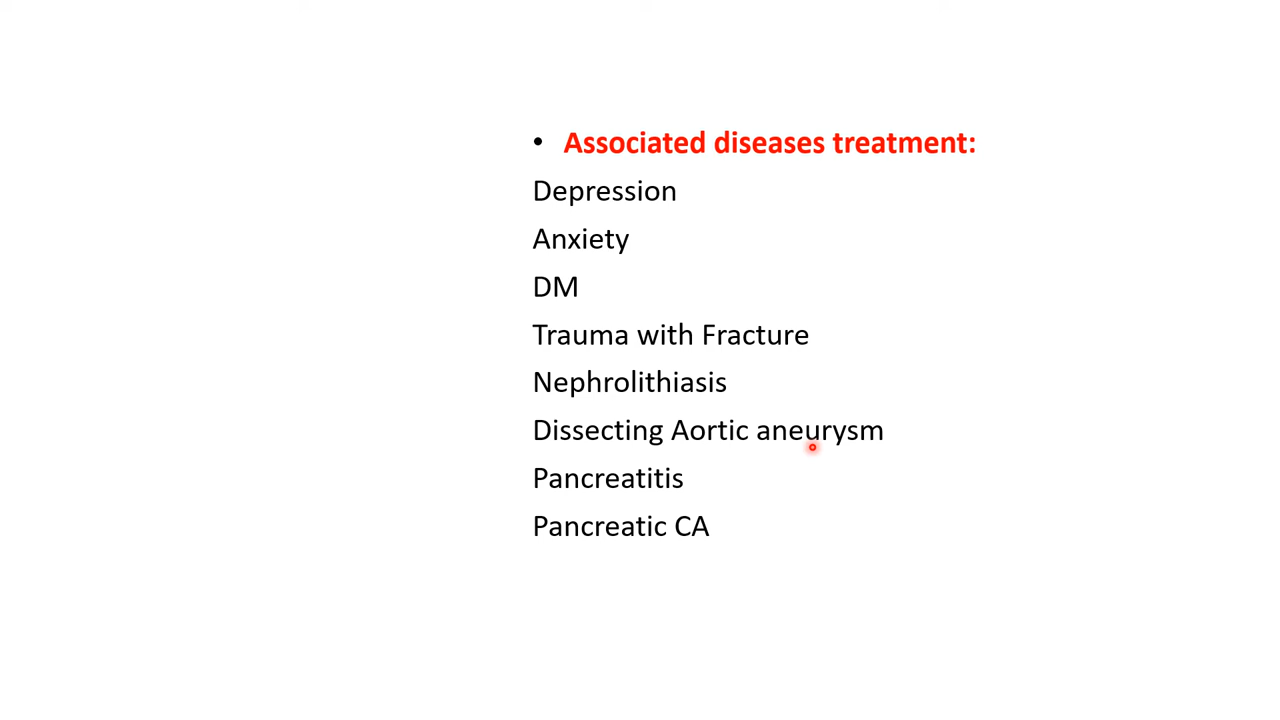 • Associated diseases treatment:
Depression
Anxiety
DM
Trauma with Fracture
Nephrolithiasis
Dissecting Aortic aneurysm
Pancreatitis
Pancreatic CA